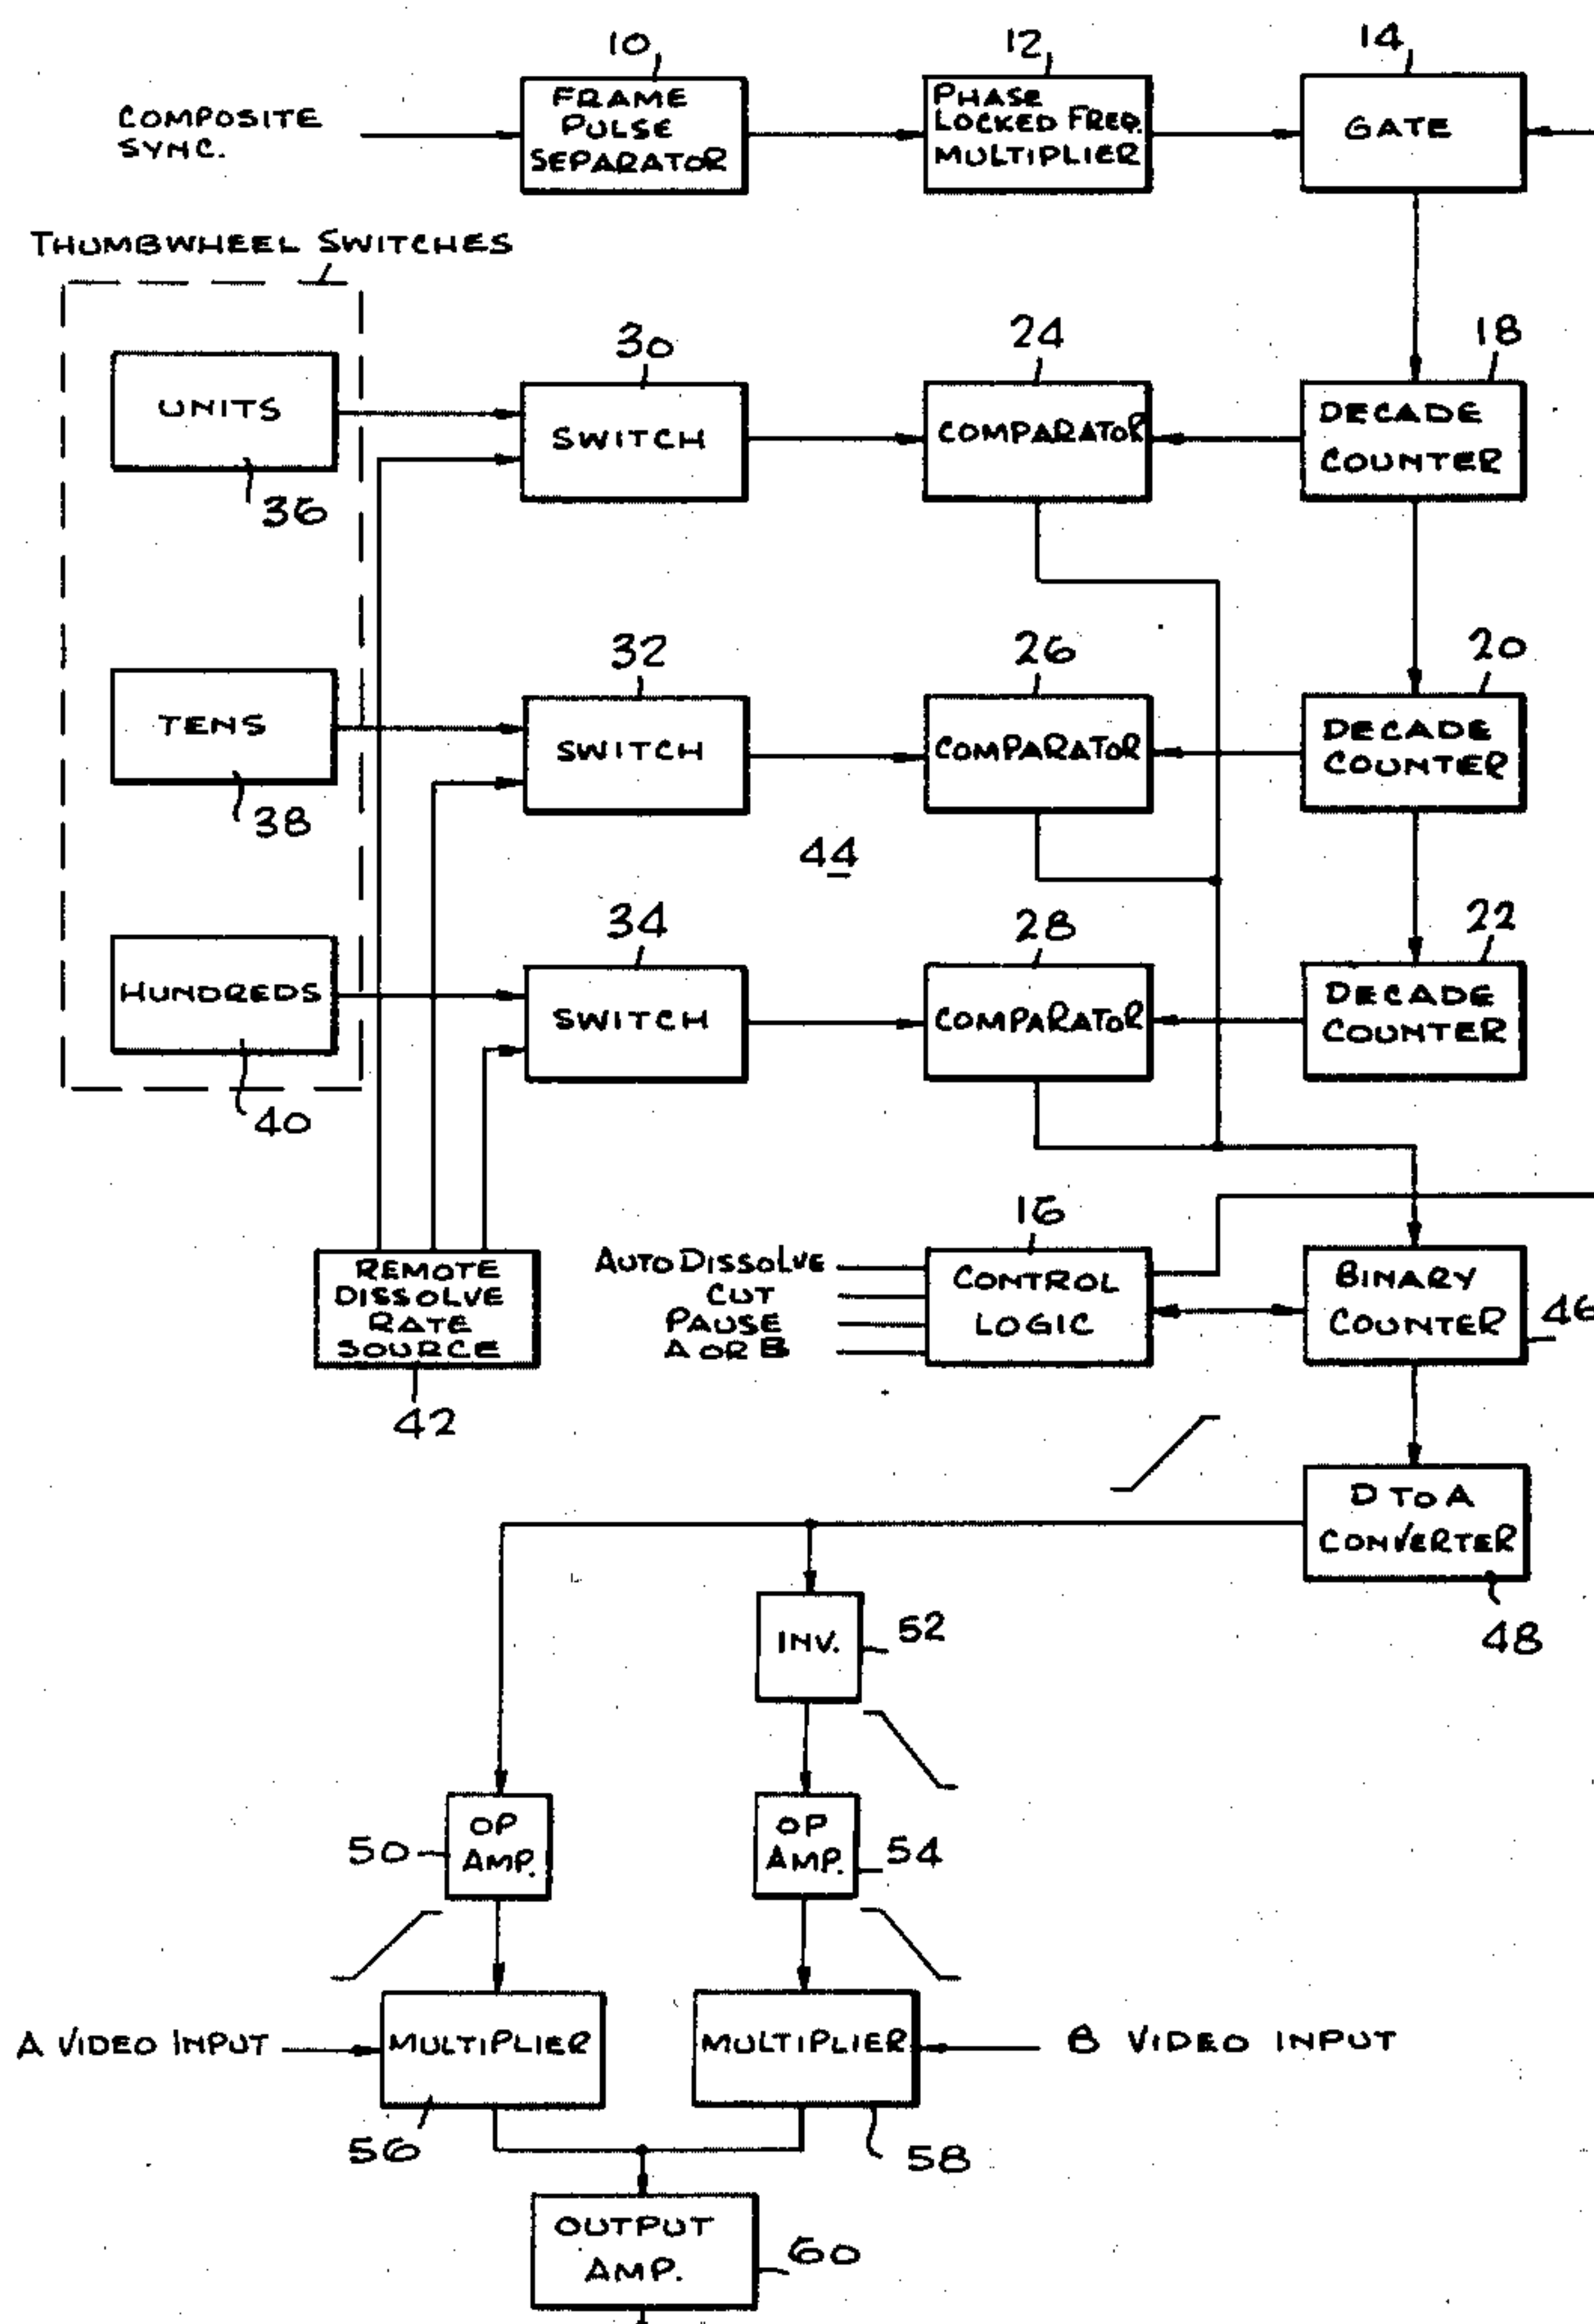 10
12
14
COMPOSITE
SYNC.
FRAME
PULSE
SEPARATOR
PHASE
LOCKED FREQ.
MULTIPLIER
GATE
THUMBWHEEL SWITCHES
30
24
18
UNITS
SWITCH
COMPARATOR
DECADE
COUNTER
36
32
26
20
TENS
SWITCH
COMPARATOR
DECADE
COUNTER
38
44
34
28
22
HUNDREDS
SWITCH
COMPARATOR
DECADE
COUNTER
40
16
REMOTE
DISSOLVE
RATE
SOURCE
AUTO DISSOLVE
CUT
PAUSE
A OR B
CONTROL
LOGIC
BINARY
COUNTER
46
42
D TO A
CONVERTER
48
INV.
52
50
OP
AMP.
OP
AMP.
54
A VIDEO INPUT
MULTIPLIER
MULTIPLIER
B VIDEO INPUT
56
58
OUTPUT
AMP.
60